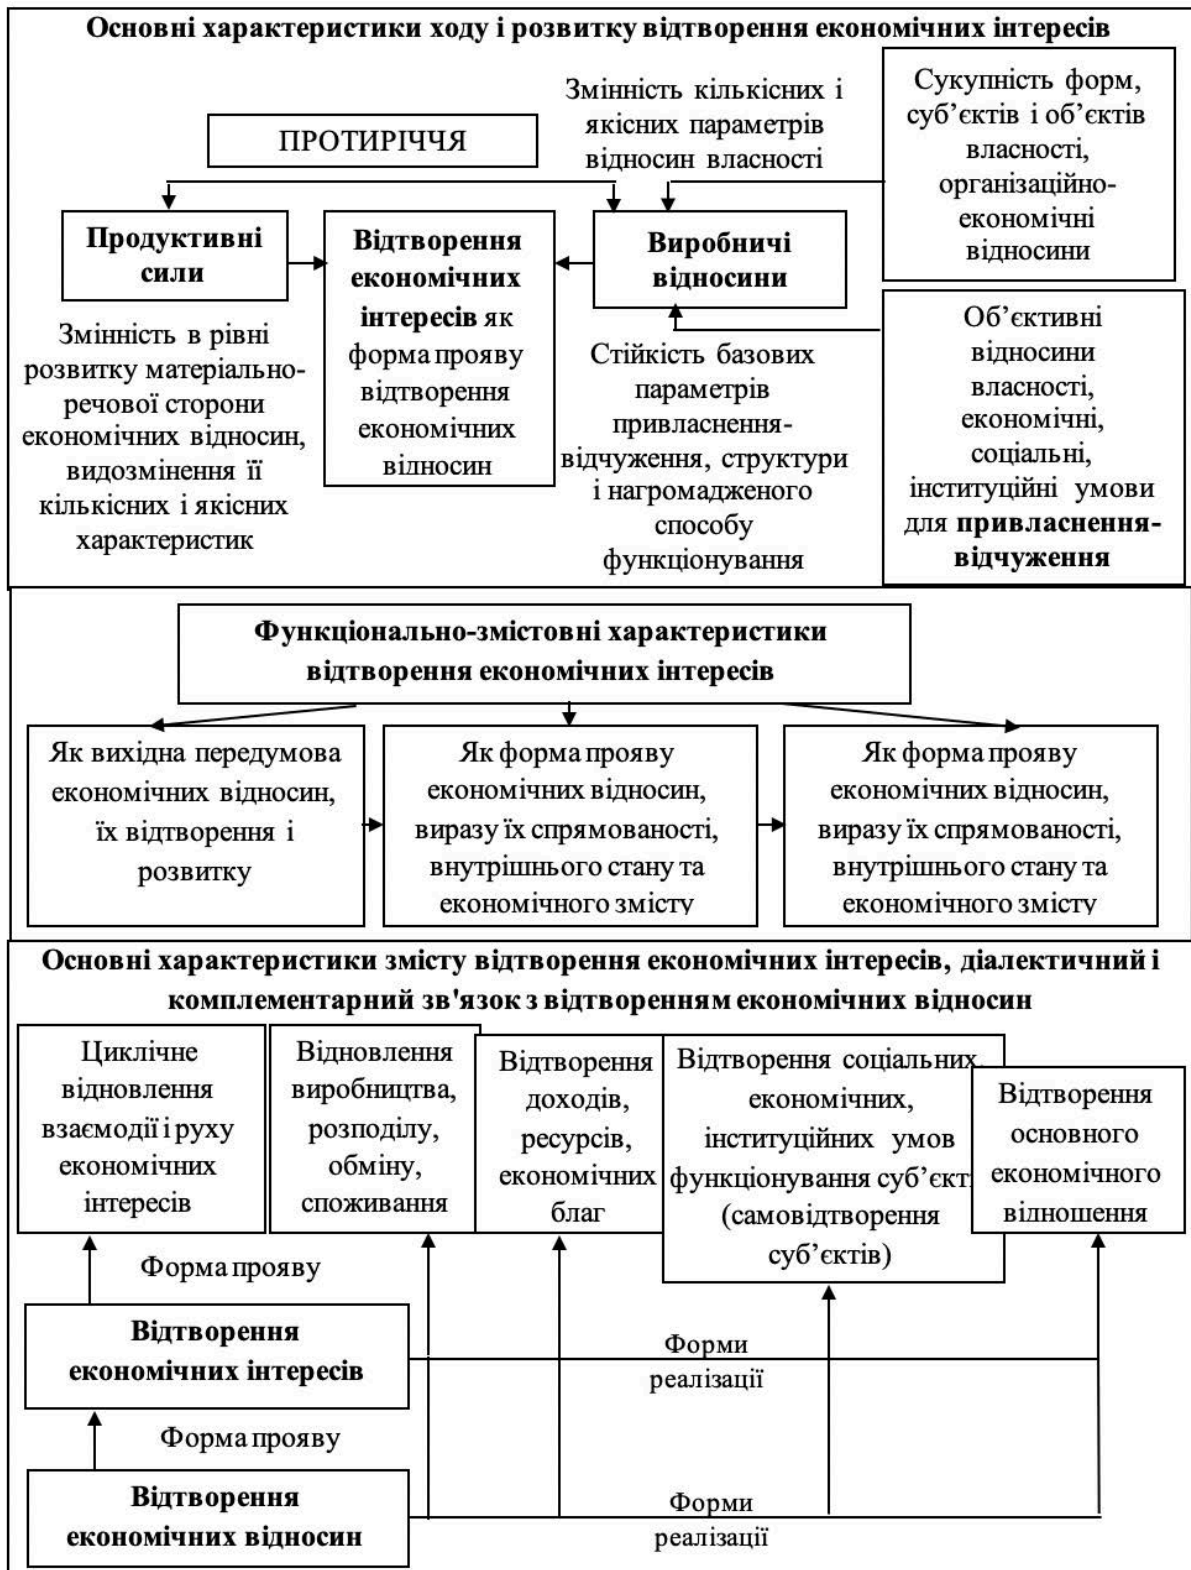 Основні характеристики ходу і розвитку відтворення економічних інтересів
ПРОТИРІЧЧЯ
Змінність кількісних і
якісних параметрів
відносин власності
Сукупність форм,
суб’єктів і об’єктів
власності,
організаційно-
економічні
відносини
Продуктивні
сили
Відтворення
економічних
інтересів як
форма прояву
відтворення
економічних
відносин
Виробничі
відносини
Змінність в рівні
розвитку матеріально-
речової сторони
економічних відносин,
видозмінення її
кількісних і якісних
характеристик
Стійкість базових
параметрів
привласнення-
відчуження, структури
і нагромадженого
способу
функціонування
Об’єктивні
відносини
власності,
економічні,
соціальні,
інституційні умови
для привласнення-
відчуження
Функціонально-змістовні характеристики
відтворення економічних інтересів
Як вихідна передумова
економічних відносин,
їх відтворення і
розвитку
Як форма прояву
економічних відносин,
виразу їх спрямованості,
внутрішнього стану та
економічного змісту
Як форма прояву
економічних відносин,
виразу їх спрямованості,
внутрішнього стану та
економічного змісту
Основні характеристики змісту відтворення економічних інтересів, діалектичний і
комплементарний зв'язок з відтворенням економічних відносин
Циклічне
відновлення
взаємодії і руху
економічних
інтересів
Відновлення
виробництва,
розподілу,
обміну,
споживання
Відтворення
доходів,
ресурсів,
економічних
благ
Відтворення соціальних,
економічних,
інституційних умов
функціонування суб’єкті
(самовідтворення
суб’єктів)
Відтворення
основного
економічного
відношення
Форма прояву
Відтворення
економічних інтересів
Форми
реалізації
Форма прояву
Відтворення
економічних відносин
Форми
реалізації